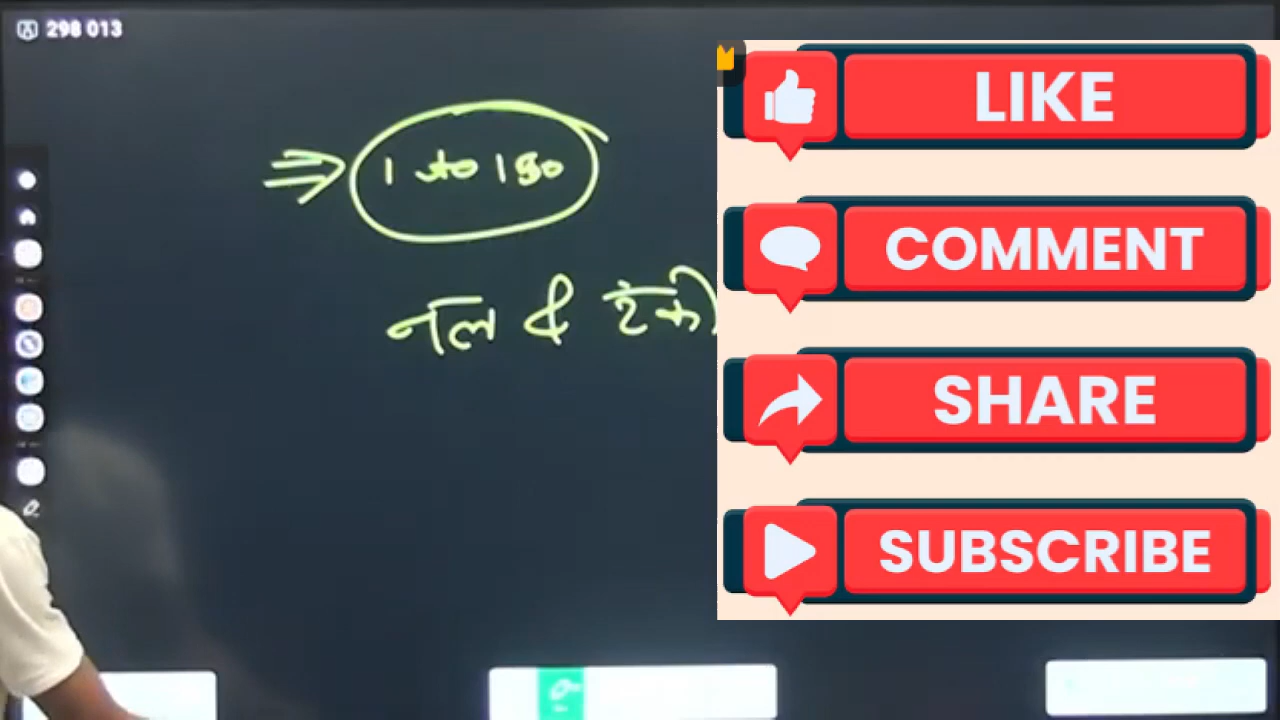 298 013
⇒ 1 to 150
नल & टंकी
LIKE
COMMENT
SHARE
SUBSCRIBE